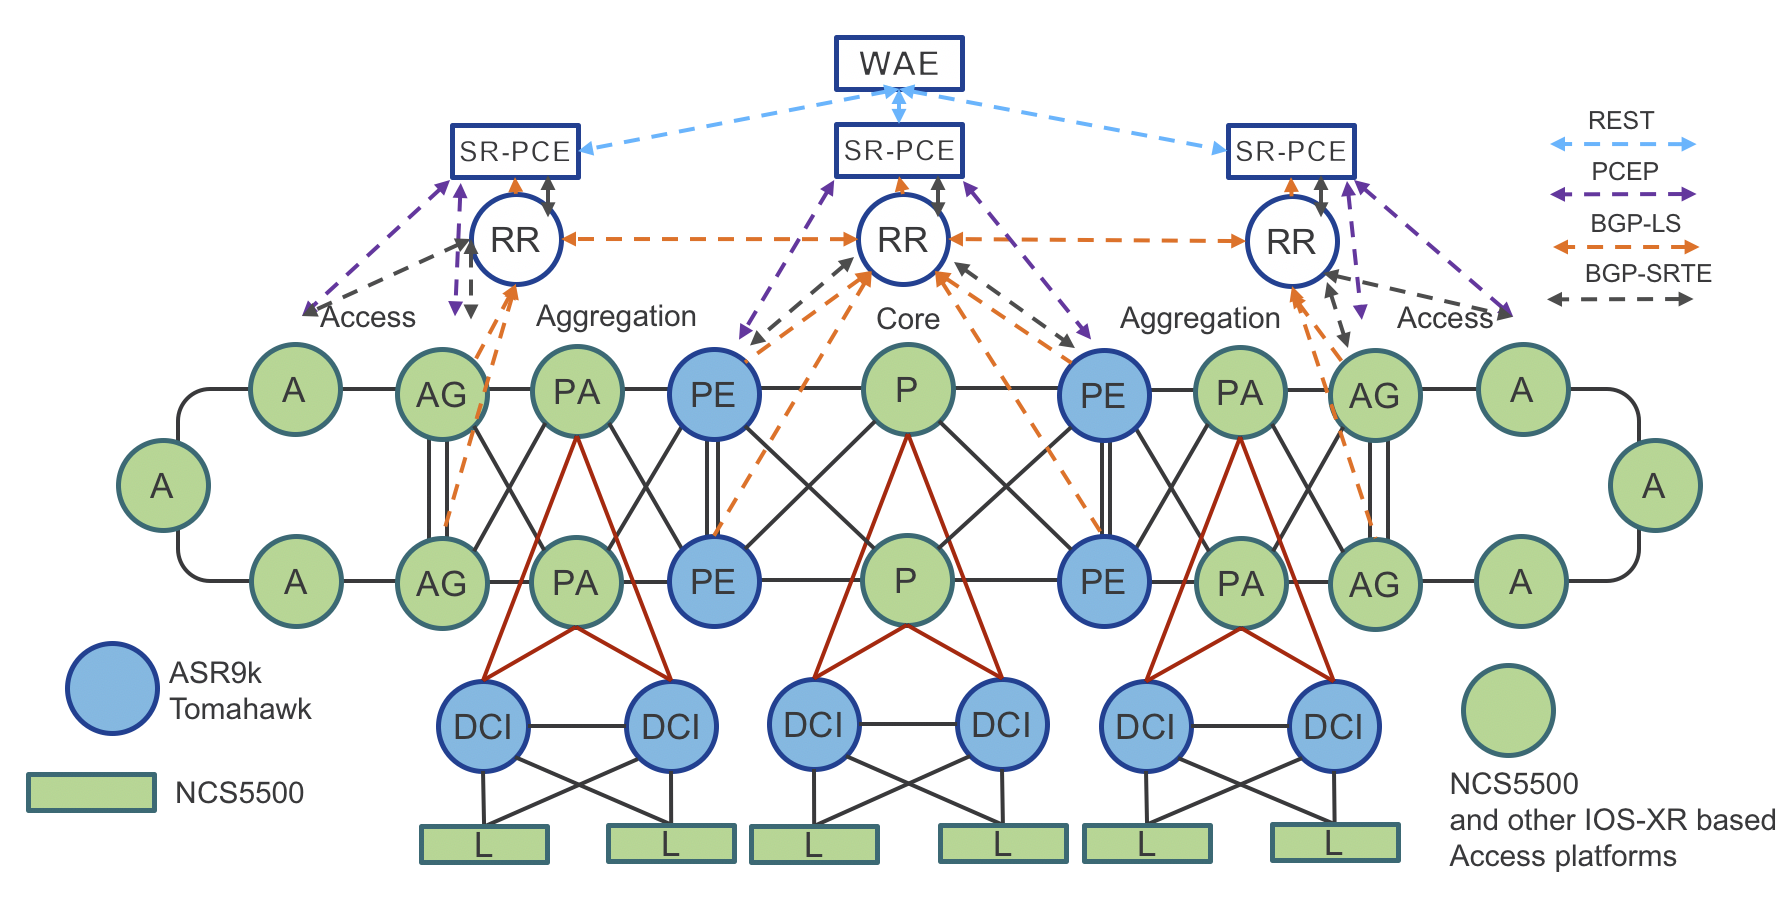 WAE
SR-PCE
SR-PCE
SR-PCE
REST
PCEP
BGP-LS
BGP-SRTE
RR
RR
RR
Access
Aggregation
Core
Aggregation
Access
A
AG
PA
PE
P
PE
PA
AG
A
A
A
A
AG
PA
PE
P
PE
PA
AG
A
ASR9k
Tomahawk
DCI
DCI
DCI
DCI
DCI
DCI
NCS5500
NCS5500
and other IOS-XR based
Access platforms
L
L
L
L
L
L